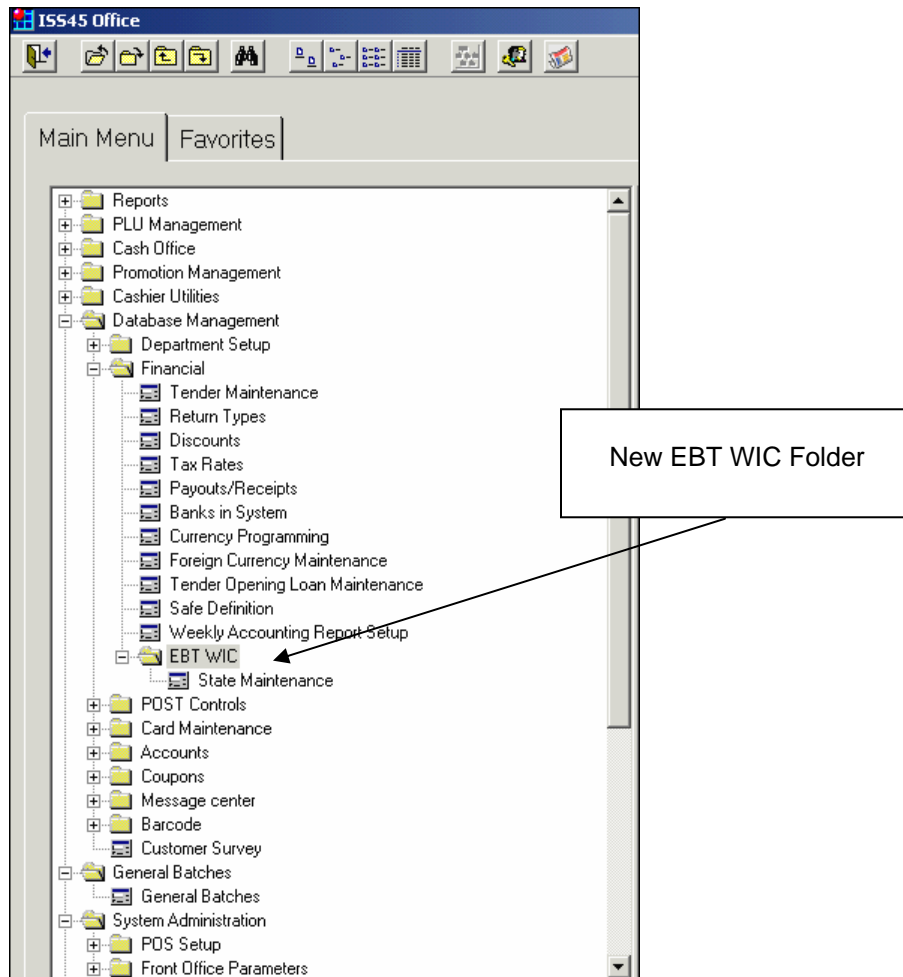 ISS45 Office
Main Menu
Favorites
Reports
PLU Management
Cash Office
Promotion Management
Cashier Utilities
Database Management
Department Setup
Financial
Tender Maintenance
Return Types
Discounts
Tax Rates
Payouts/Receipts
Banks in System
Currency Programming
Foreign Currency Maintenance
Tender Opening Loan Maintenance
Safe Definition
Weekly Accounting Report Setup
EBT WIC
State Maintenance
POST Controls
Card Maintenance
Accounts
Coupons
Message center
Barcode
Customer Survey
General Batches
General Batches
System Administration
POS Setup
Front Office Parameters
New EBT WIC Folder